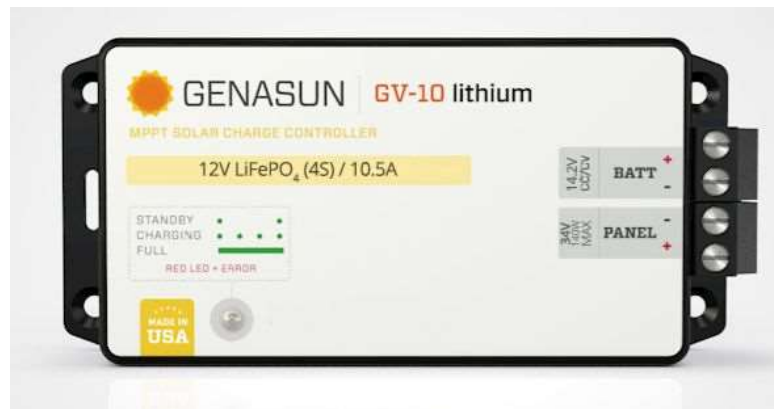 GENASUN GV-10 lithium
MPPT SOLAR CHARGE CONTROLLER
12V LiFePO4 (4S) / 10.5A
14.2V
CC/CV
BATT
+
-
34V
140W
MAX
PANEL
-
+
STANDBY
CHARGING
FULL
RED LED = ERROR
MADE IN
USA